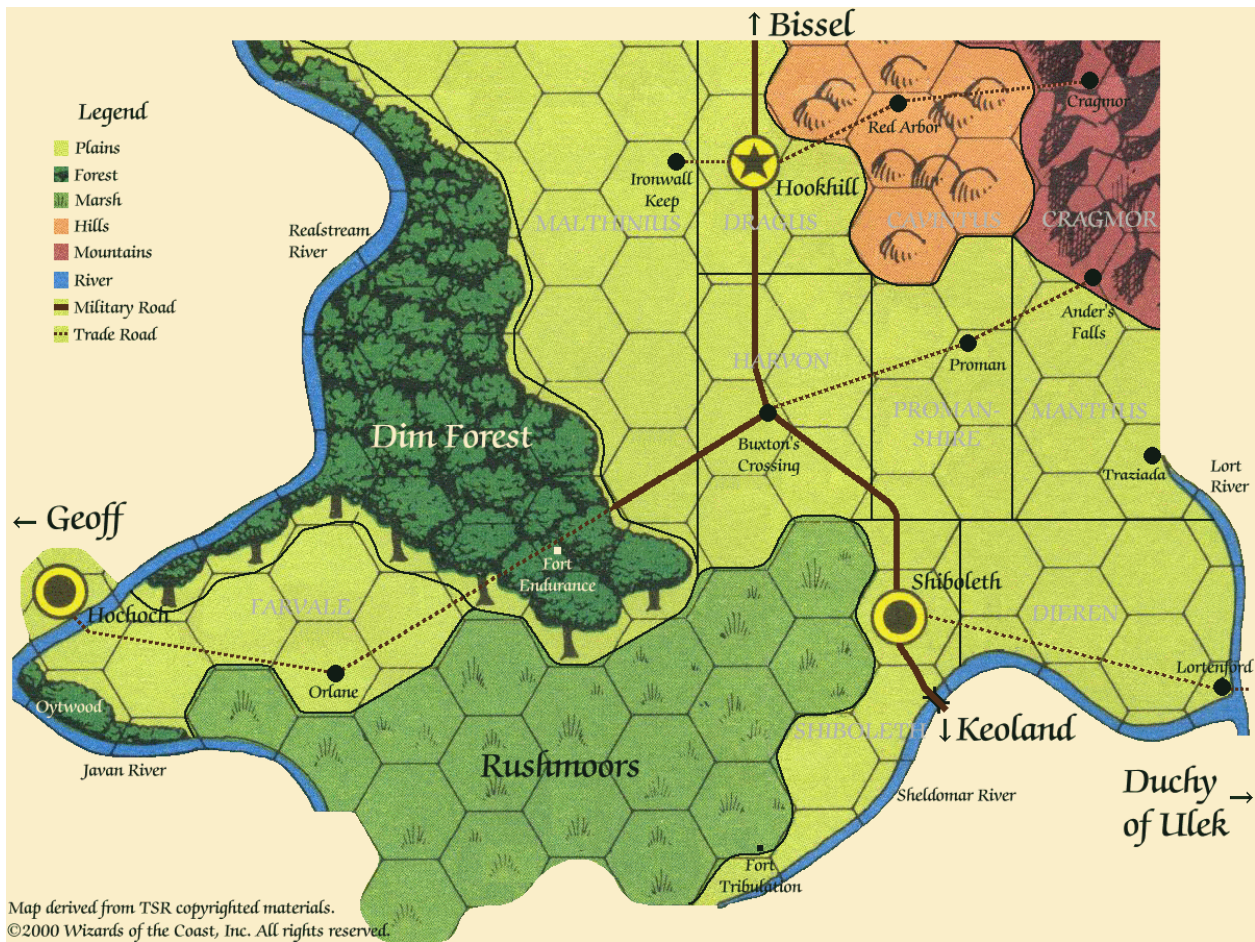 ↑ Bissel
Legend
Plains
Forest
Marsh
Hills
Mountains
River
Military Road
Trade Road
Cragmor
Red Arbor
Ironwall
Keep
Hookhill
Realstream
River
MALTHINIUS
DRAGUS
CAVINTUS
CRAGMOR
Ander's
Falls
HARVON
Proman
PROMAN-
SHIRE
MANTHUS
Dim Forest
Buxton's
Crossing
Traziada
Lort
River
← Geoff
Fort
Endurance
Shiboleth
Hochoch
FARVALE
DIEREN
Lortenford
Orlane
Oytwood
SHIBOLETH
↓ Keoland
Javan River
Rushmoors
Sheldomar River
Duchy →
of Ulek
Fort
Tribulation
Map derived from TSR copyrighted materials.
©2000 Wizards of the Coast, Inc. All rights reserved.